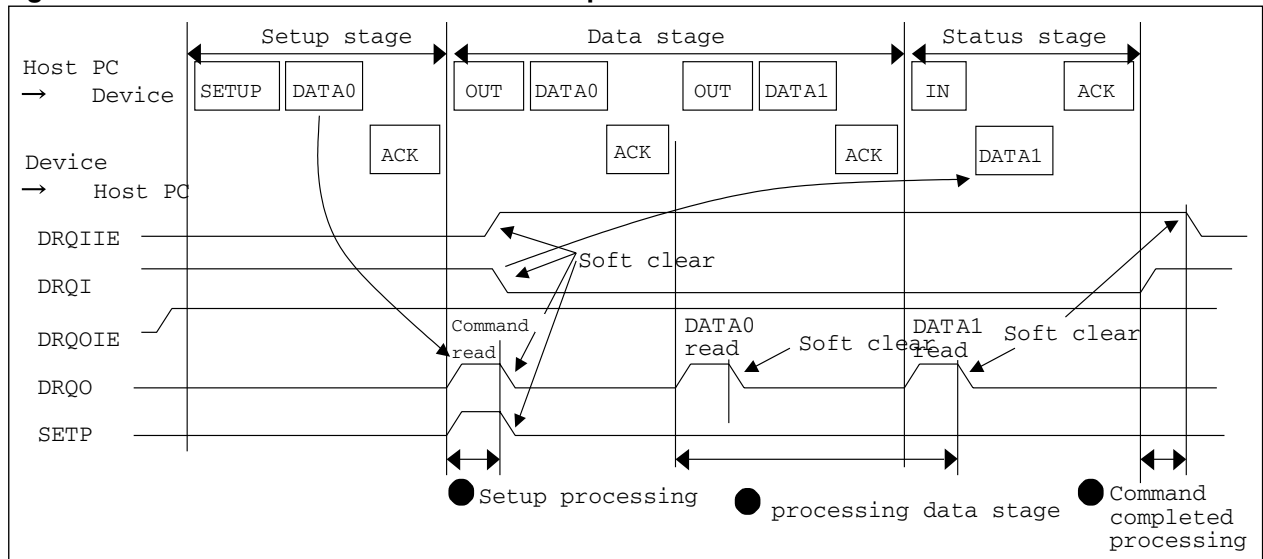 Setup stage
Data stage
Status stage
Host PC
→ Device
SETUP
DATA0
OUT
DATA0
OUT
DATA1
IN
ACK
Device
→ Host PC
ACK
ACK
ACK
DATA1
DRQIIE
DRQI
Soft clear
DRQOIE
Command
read
DATA0
read
Soft clear
DATA1
read
Soft clear
DRQO
SETP
Setup processing
processing data stage
Command
completed
processing